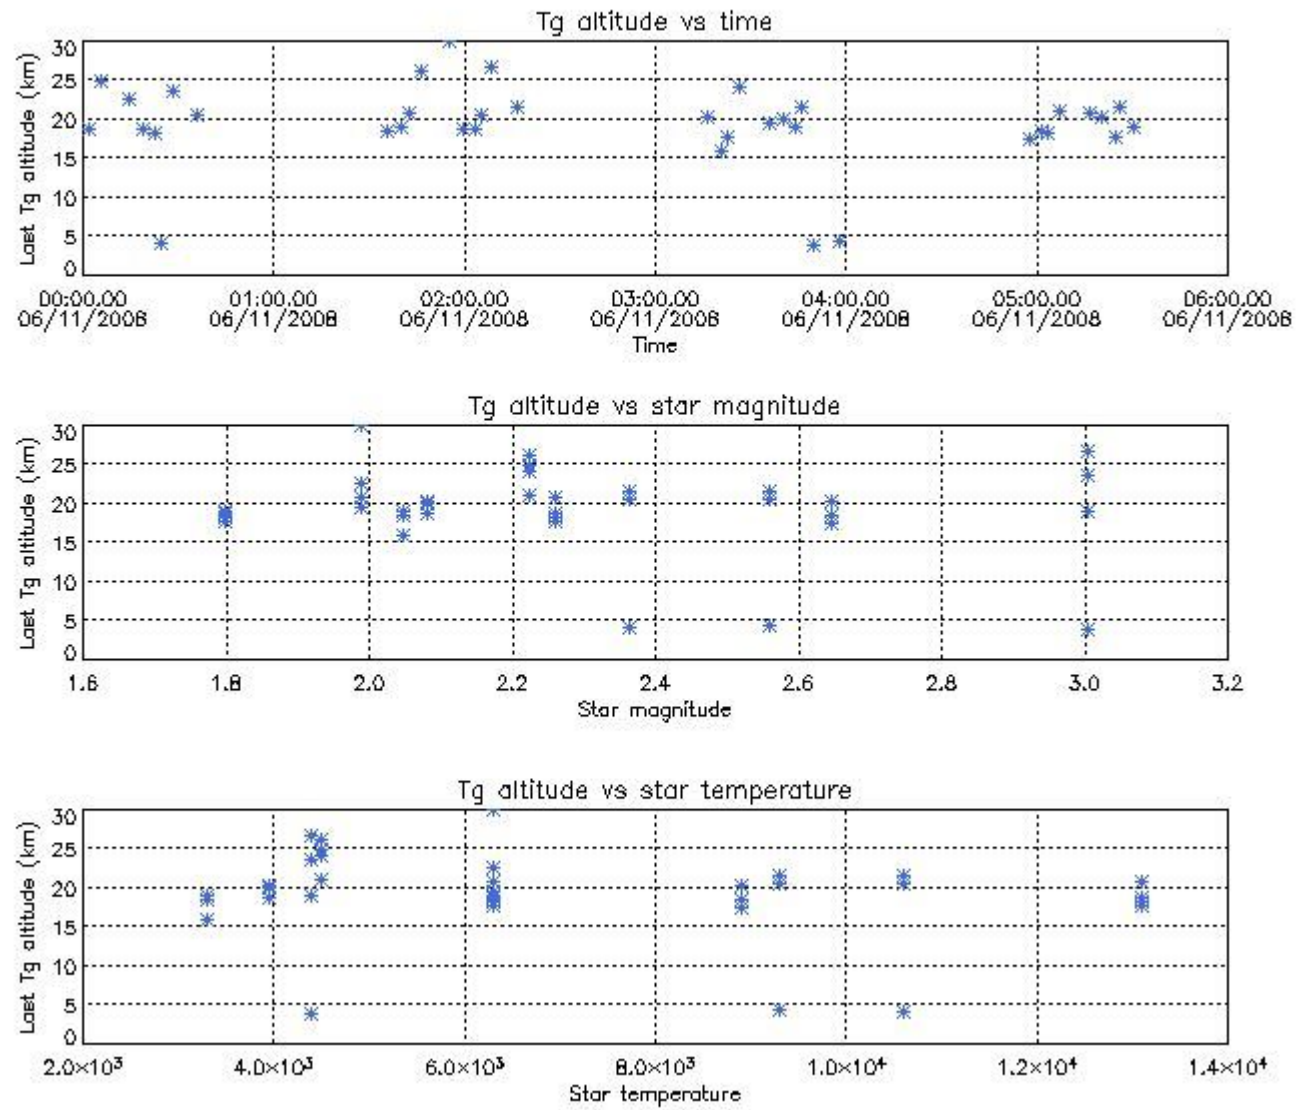 Tg altitude vs time
Last Tg altitude (km)
30
25
20
15
10
5
0
00:00.00 01:00.00 02:00.00 03:00.00 04:00.00 05:00.00 06:00.00
06/11/2008 06/11/2008 06/11/2008 06/11/2008 06/11/2008 06/11/2008 06/11/2008
Time
Tg altitude vs star magnitude
Last Tg altitude (km)
30
25
20
15
10
5
0
1.6 1.8 2.0 2.2 2.4 2.6 2.8 3.0 3.2
Star magnitude
Tg altitude vs star temperature
Last Tg altitude (km)
30
25
20
15
10
5
0
2.0×10³ 4.0×10³ 6.0×10³ 8.0×10³ 1.0×10⁴ 1.2×10⁴ 1.4×10⁴
Star temperature